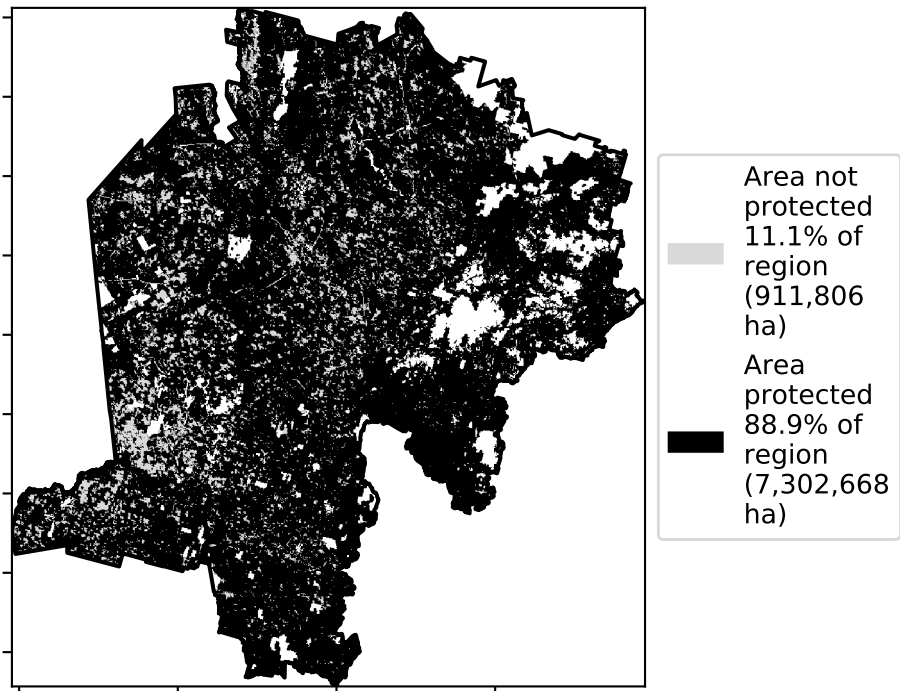 Area not
protected
11.1% of
region
(911,806
ha)
Area
protected
88.9% of
region
(7,302,668
ha)